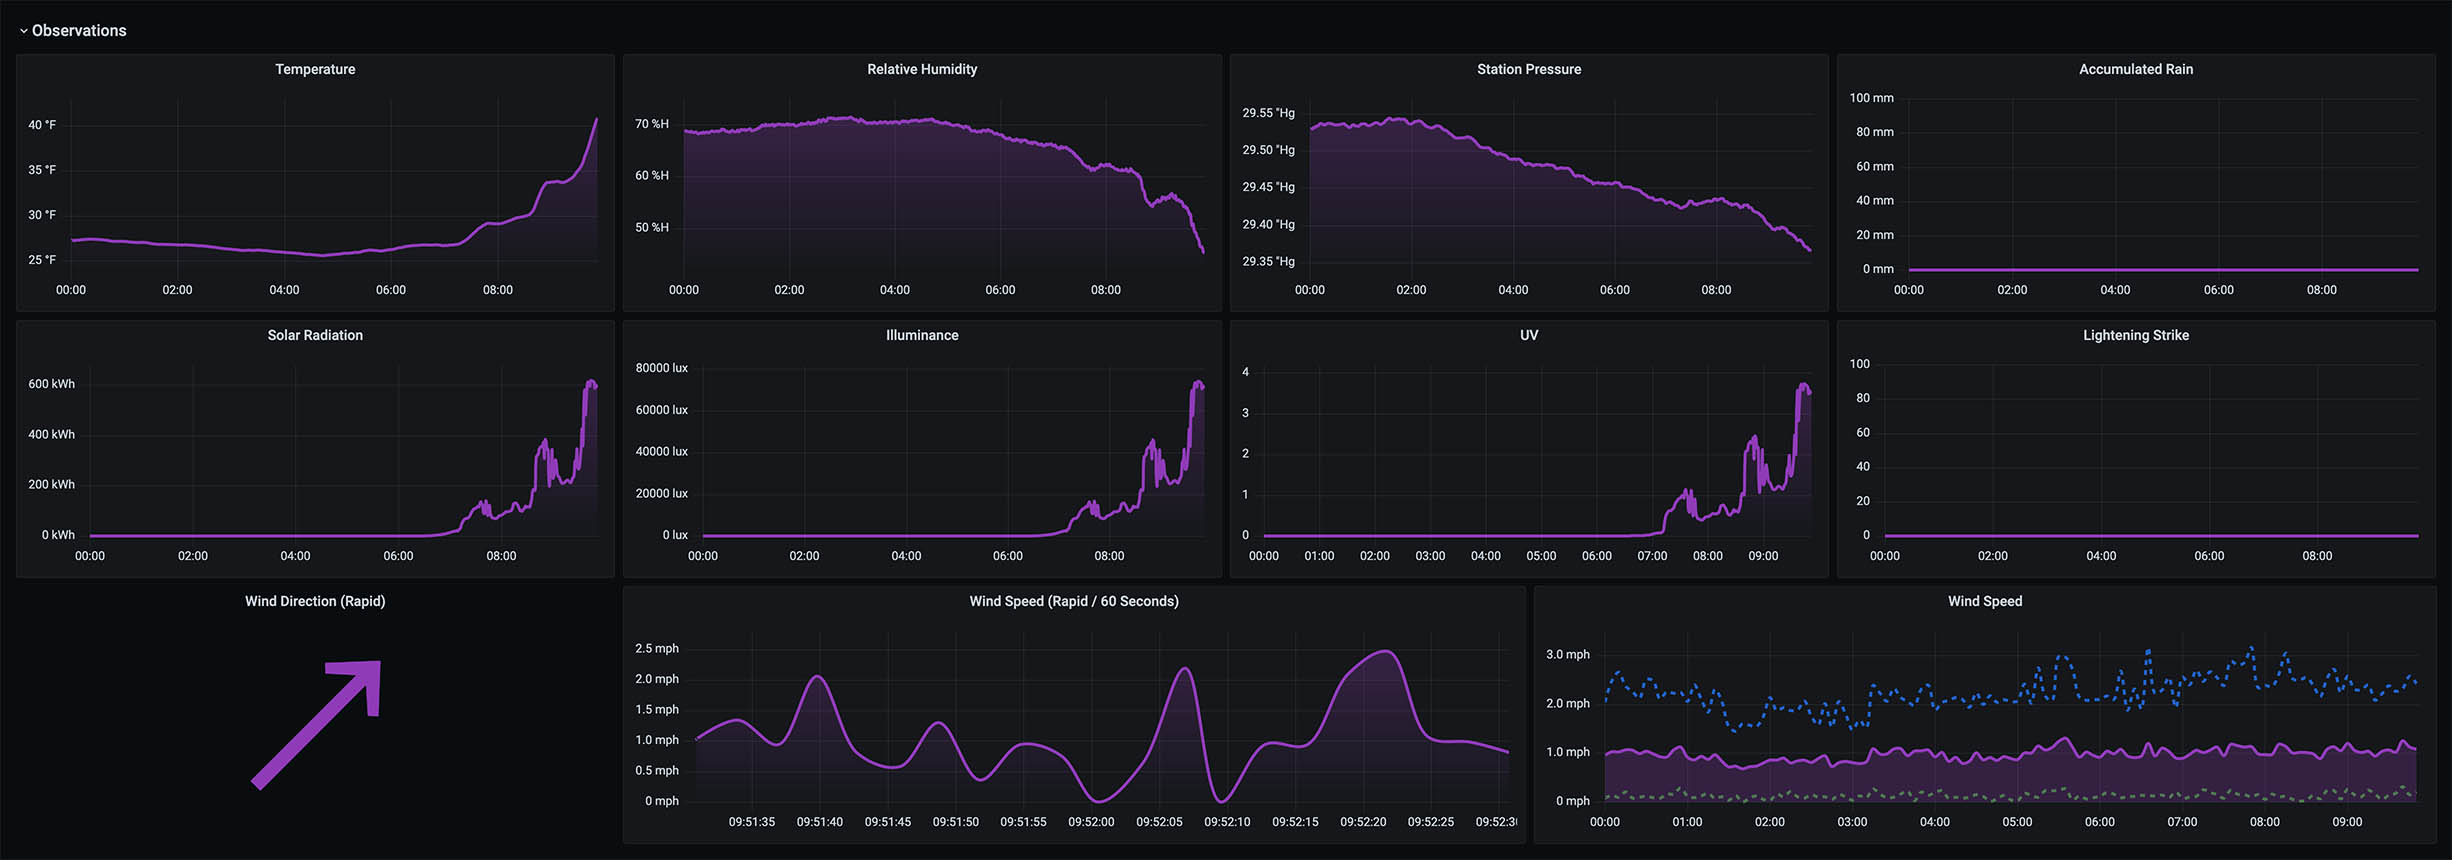 Observations
Temperature
40 °F
35 °F
30 °F
25 °F
00:00 02:00 04:00 06:00 08:00
Relative Humidity
70 %H
60 %H
50 %H
00:00 02:00 04:00 06:00 08:00
Station Pressure
29.55 "Hg
29.50 "Hg
29.45 "Hg
29.40 "Hg
29.35 "Hg
00:00 02:00 04:00 06:00 08:00
Accumulated Rain
100 mm
80 mm
60 mm
40 mm
20 mm
0 mm
00:00 02:00 04:00 06:00 08:00
Solar Radiation
600 kWh
400 kWh
200 kWh
0 kWh
00:00 02:00 04:00 06:00 08:00
Illuminance
80000 lux
60000 lux
40000 lux
20000 lux
0 lux
00:00 02:00 04:00 06:00 08:00
UV
4
3
2
1
0
00:00 01:00 02:00 03:00 04:00 05:00 06:00 07:00 08:00 09:00
Lightening Strike
100
80
60
40
20
0
00:00 02:00 04:00 06:00 08:00
Wind Direction (Rapid)
Wind Speed (Rapid / 60 Seconds)
2.5 mph
2.0 mph
1.5 mph
1.0 mph
0.5 mph
0 mph
09:51:35 09:51:40 09:51:45 09:51:50 09:51:55 09:52:00 09:52:05 09:52:10 09:52:15 09:52:20 09:52:25 09:52:30
Wind Speed
3.0 mph
2.0 mph
1.0 mph
0 mph
00:00 01:00 02:00 03:00 04:00 05:00 06:00 07:00 08:00 09:00